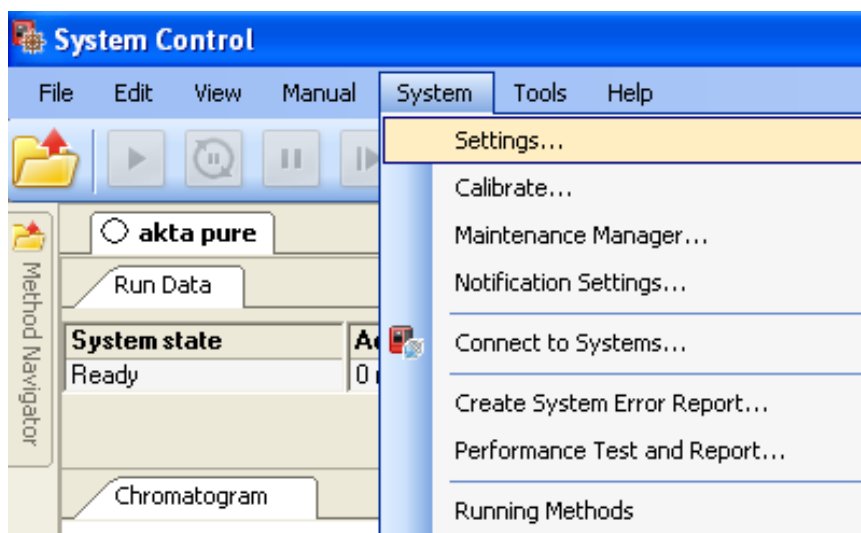 System Control
File Edit View Manual System Tools Help
Settings...
Calibrate...
Maintenance Manager...
Notification Settings...
Connect to Systems...
Create System Error Report...
Performance Test and Report...
Running Methods
akta pure
Method Navigator
Run Data
System state
Ready 0
Chromatogram